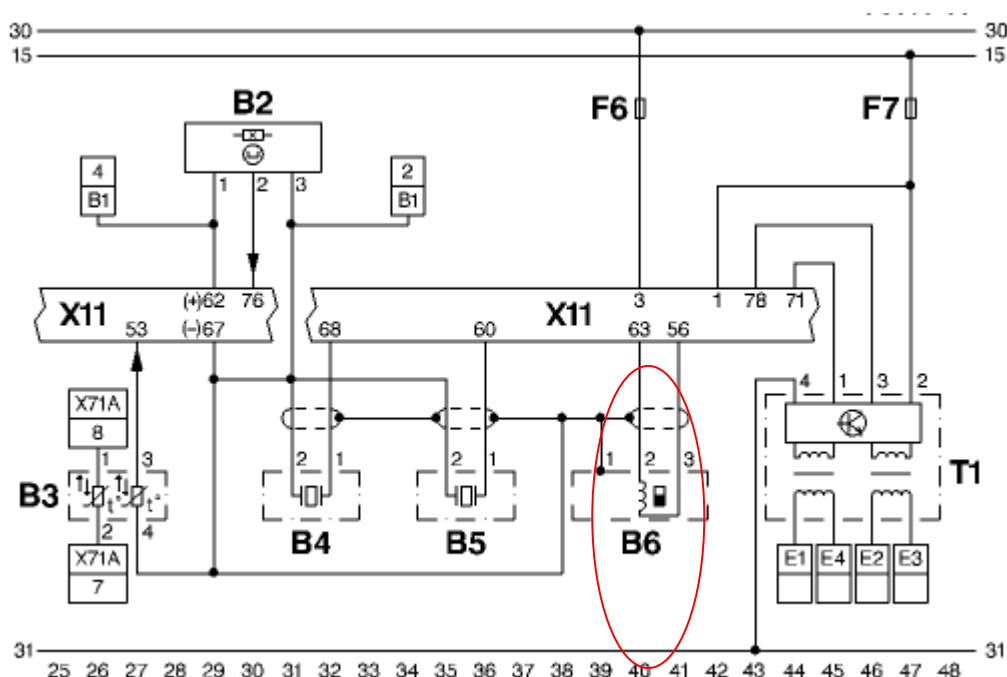 30 30
15 15
B2 F6 F7
4 2
B1 1 2 3 B1
(+)62 76 3 1 78 71
X11 X11
53 (–)67 68 60 63 56
X71A 4 1 3 2
8
1 3 2 1 2 1 1 2 3
B3 t° t° T1
2 4 B4 B5 B6
X71A E1 E4 E2 E3
7
31 31
25 26 27 28 29 30 31 32 33 34 35 36 37 38 39 40 41 42 43 44 45 46 47 48